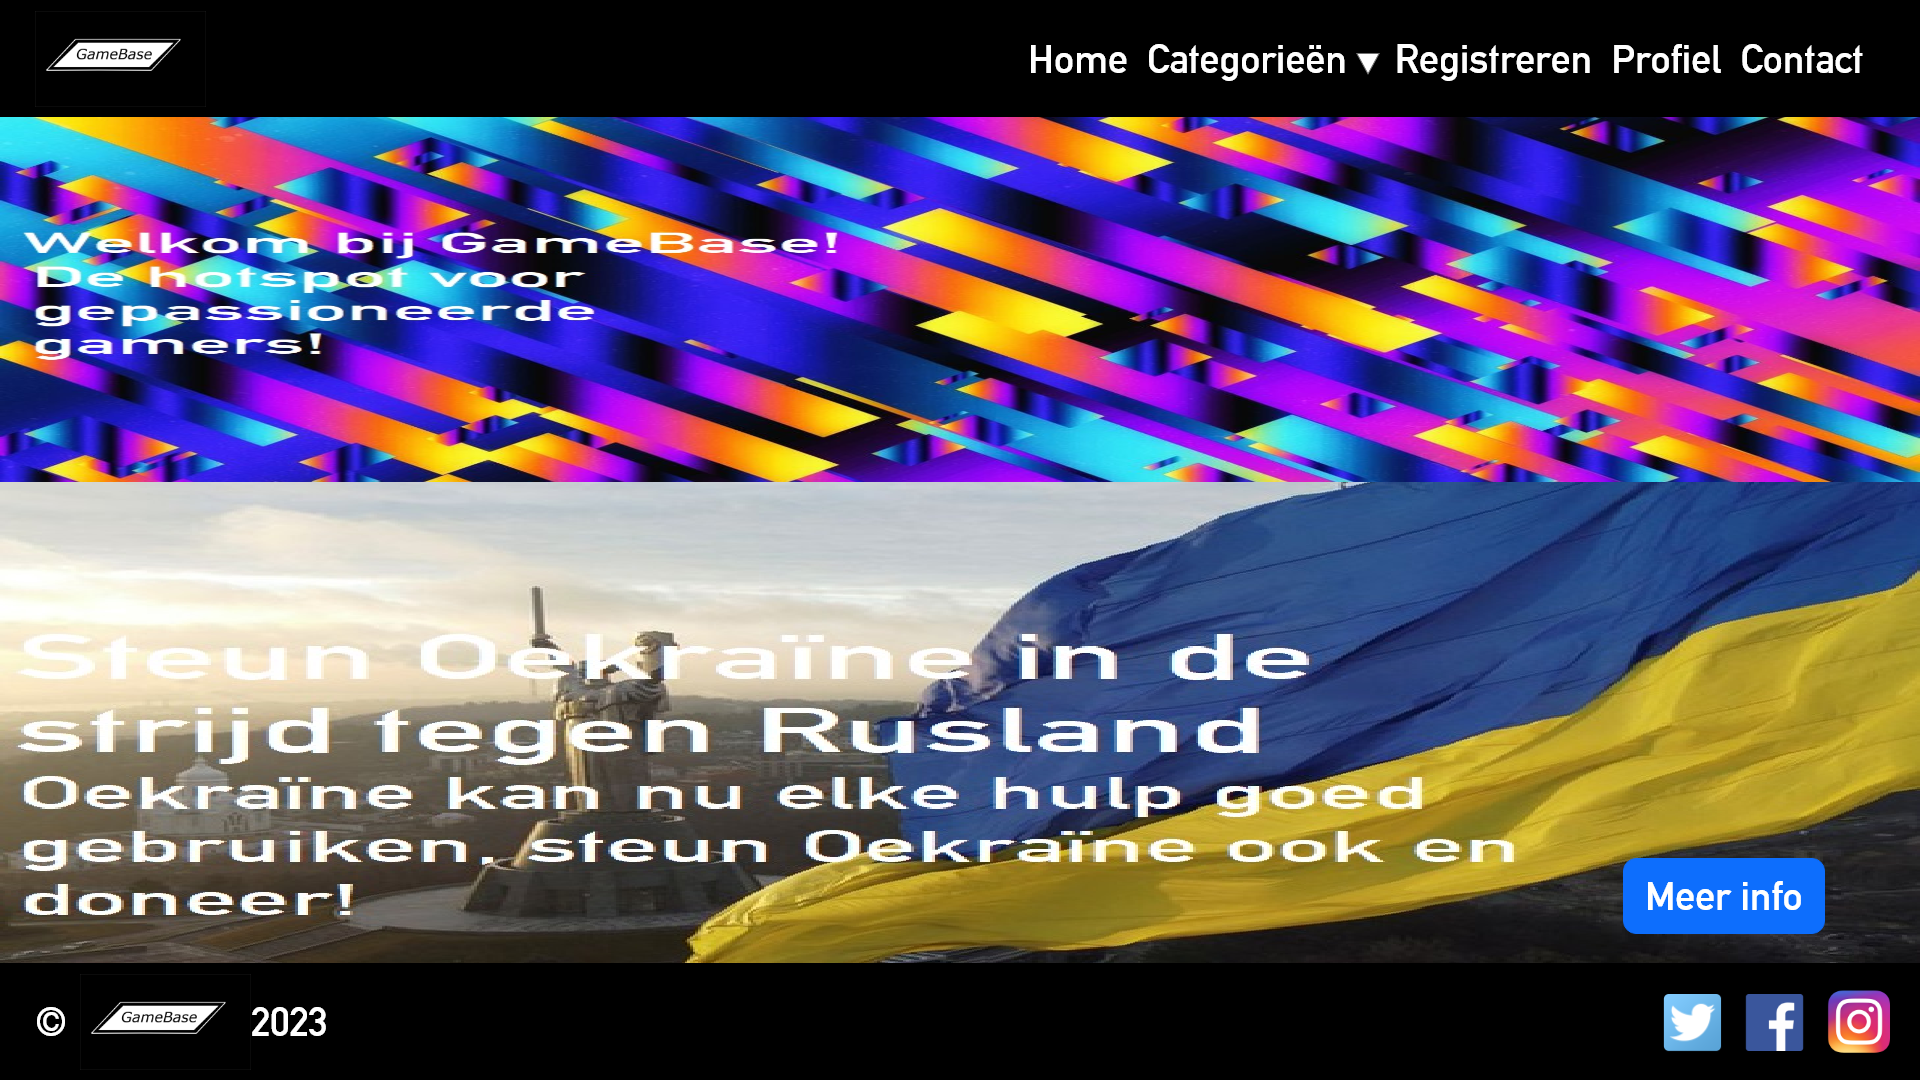 GameBase
Home Categorieën ▼ Registreren Profiel Contact
Welkom bij GameBase!
De hotspot voor
gepassioneerde
gamers!
Steun Oekraïne in de
strijd tegen Rusland
Oekraïne kan nu elke hulp goed
gebruiken, steun Oekraïne ook en
doneer!
Meer info
© GameBase 2023